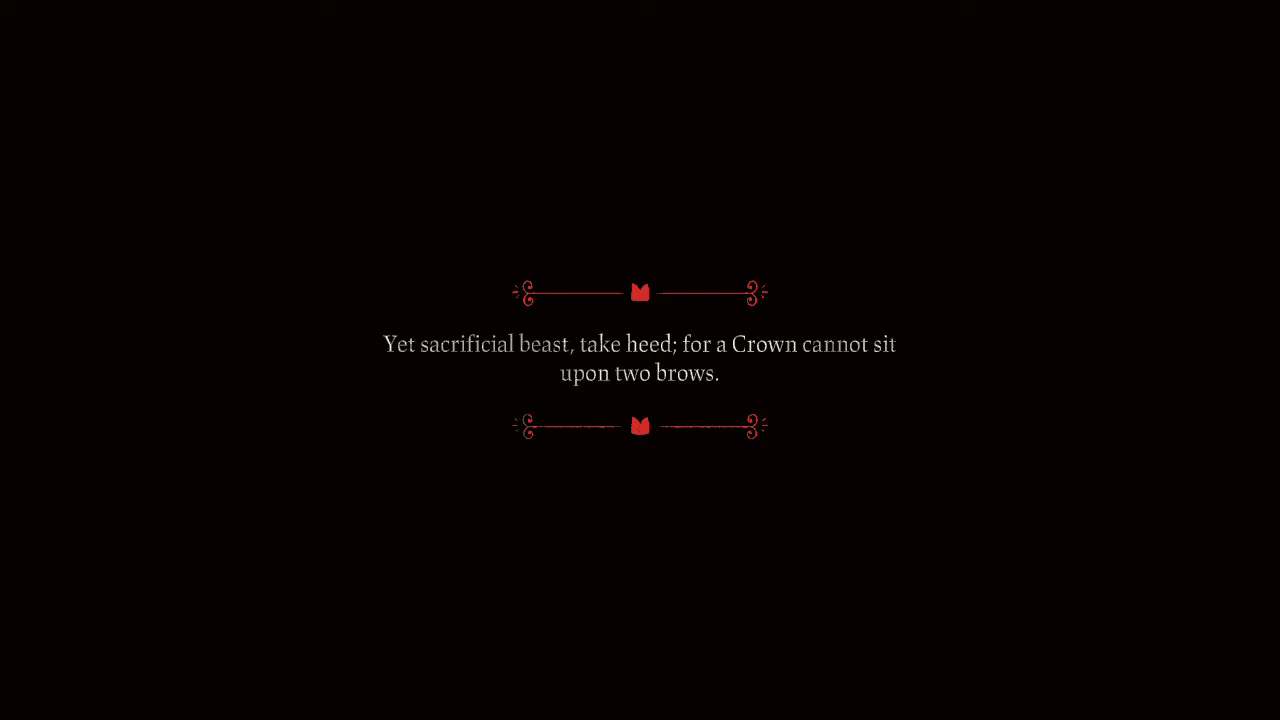 Yet sacrificial beast, take heed; for a Crown cannot sit
upon two brows.